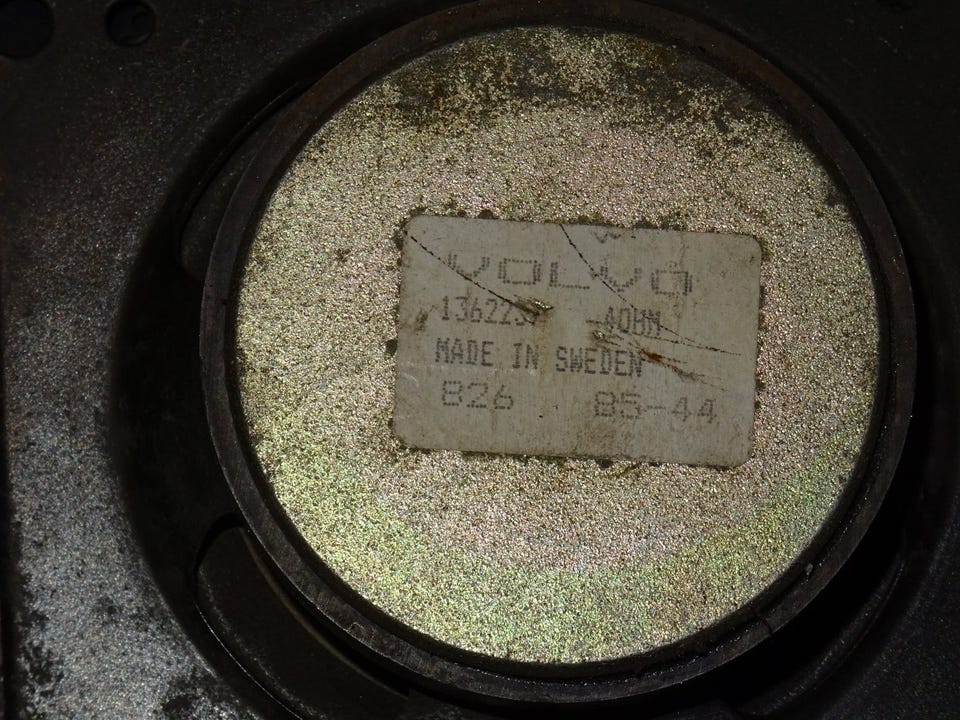 VOLVO
4OHM
MADE IN SWEDEN
826 85-44